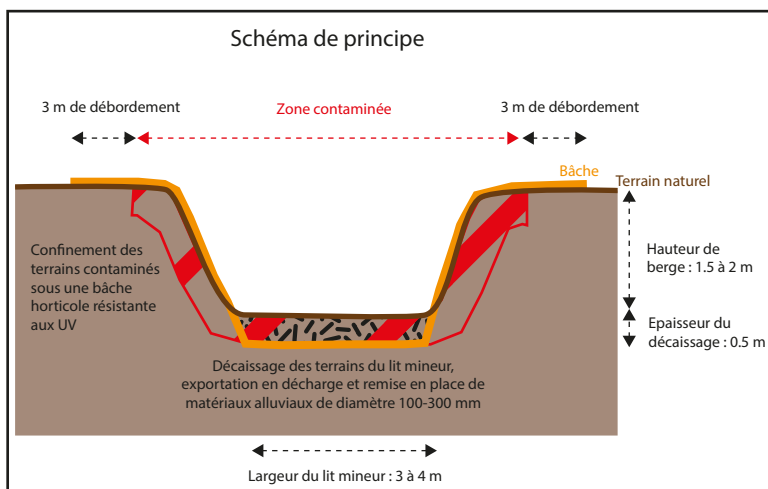 Schéma de principe
3 m de débordement
Zone contaminée
3 m de débordement
Bâche
Terrain naturel
Confinement des
terrains contaminés
sous une bâche
horticole résistante
aux UV
Hauteur de
berge : 1.5 à 2 m
Epaisseur du
décaissage : 0.5 m
Décaissage des terrains du lit mineur,
exportation en décharge et remise en place de
matériaux alluviaux de diamètre 100-300 mm
Largeur du lit mineur : 3 à 4 m